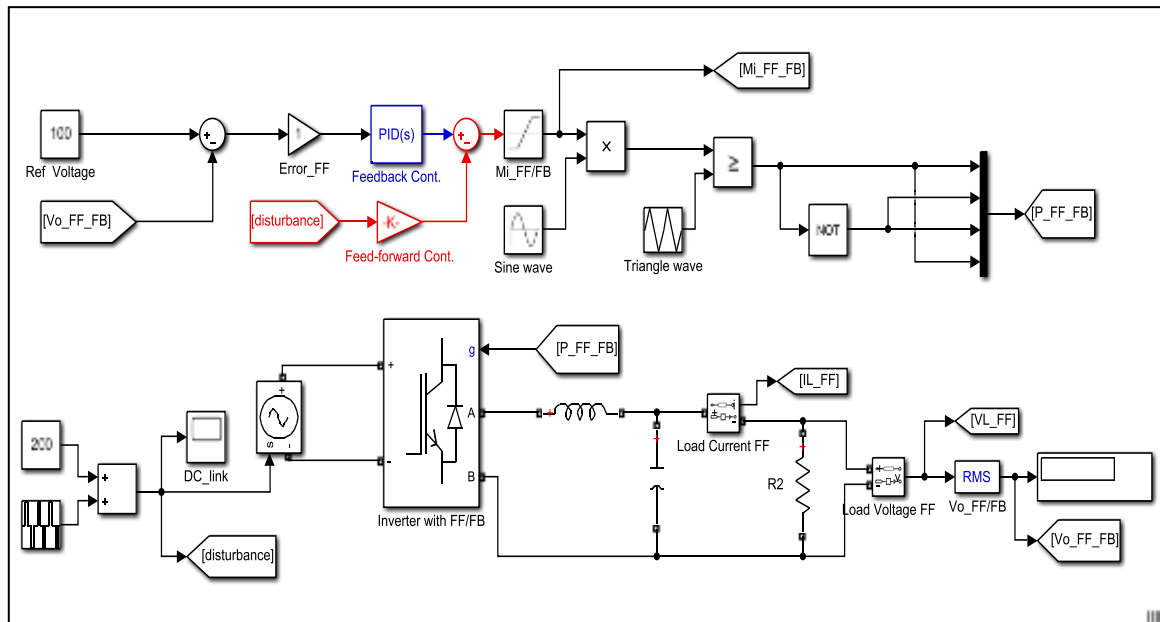 [Mi_FF_FB]
100
Ref Voltage
+
-
1
Error_FF
PID(s)
Feedback Cont.
+
-
Mi_FF/FB
X
≥
[Vo_FF_FB]
[disturbance]
-K-
Feed-forward Cont.
Sine wave
Triangle wave
NOT
[P_FF_FB]
[P_FF_FB]
g
+
A
-
B
Inverter with FF/FB
+
-
s
200
+
+
DC_link
[disturbance]
+
[IL_FF]
+
-
Load Current FF
+
+
R2
[VL_FF]
+
-
V
Load Voltage FF
RMS
Vo_FF/FB
[Vo_FF_FB]